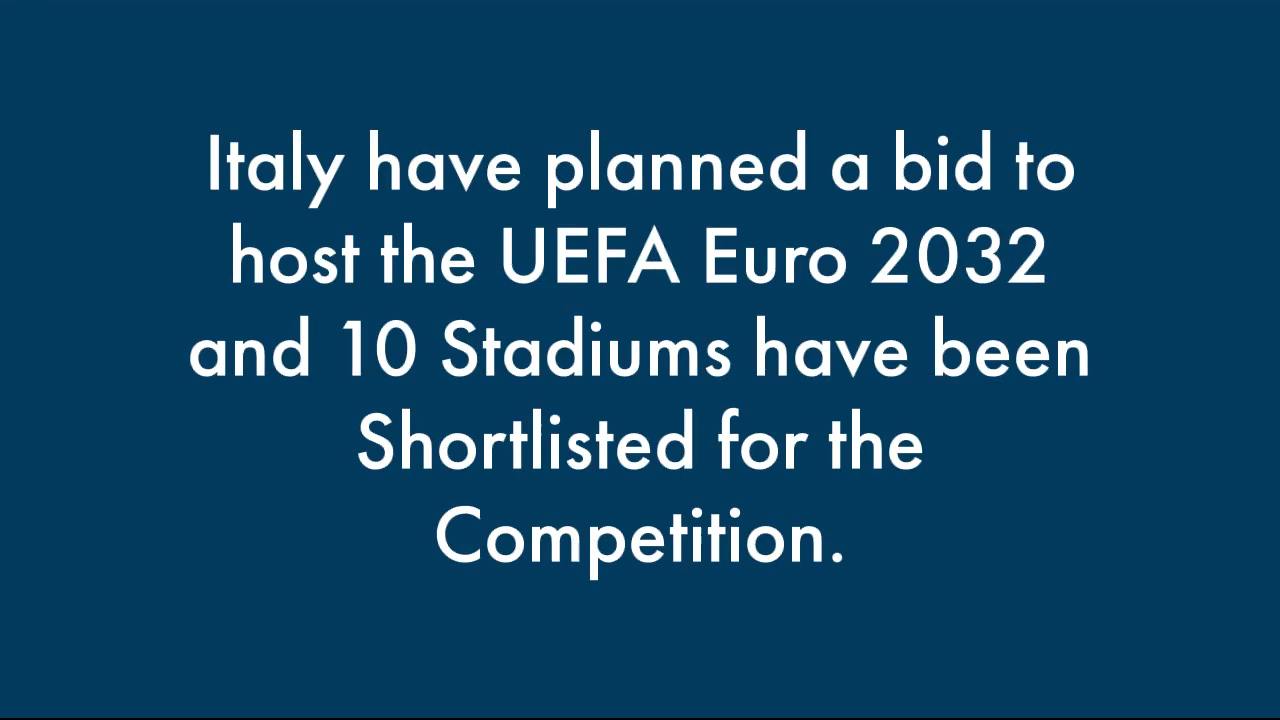 Italy have planned a bid to
host the UEFA Euro 2032
and 10 Stadiums have been
Shortlisted for the
Competition.